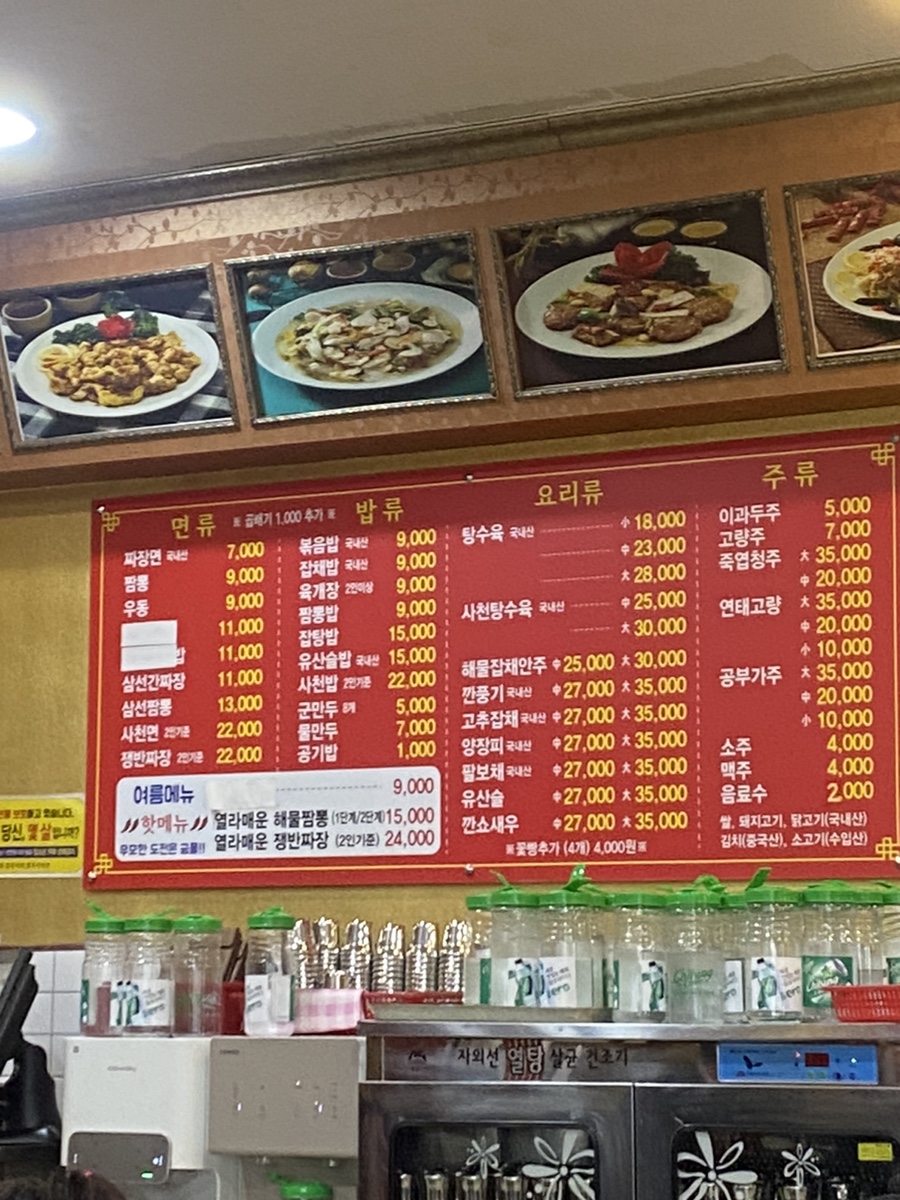 면류 ※ 곱배기 1,000 추가 ※
짜장면 국내산 7,000
짬뽕 9,000
우동 9,000
11,000
밥 11,000
삼선간짜장 11,000
삼선짬뽕 13,000
사천면 2인기준 22,000
쟁반짜장 2인기준 22,000
밥류
볶음밥 국내산 9,000
잡채밥 국내산 9,000
육개장 2인이상 9,000
짬뽕밥 9,000
잡탕밥 15,000
유산슬밥 국내산 15,000
사천밥 2인기준 22,000
군만두 8개 5,000
물만두 7,000
공기밥 1,000
여름메뉴 9,000
핫메뉴 열라매운 해물짬뽕 (1단계/2단계) 15,000
무모한 도전은 금물!! 열라매운 쟁반짜장 (2인기준) 24,000
요리류
탕수육 국내산 小 18,000
中 23,000
大 28,000
사천탕수육 국내산 中 25,000
大 30,000
해물잡채안주 中 25,000 大 30,000
깐풍기 국내산 中 27,000 大 35,000
고추잡채 국내산 中 27,000 大 35,000
양장피 국내산 中 27,000 大 35,000
팔보채 국내산 中 27,000 大 35,000
유산슬 中 27,000 大 35,000
깐쇼새우 中 27,000 大 35,000
※꽃빵추가 (4개) 4,000원※
주류
이과두주 5,000
고량주 7,000
죽엽청주 大 35,000
中 20,000
연태고량 大 35,000
中 20,000
小 10,000
공부가주 大 35,000
中 20,000
小 10,000
소주 4,000
맥주 4,000
음료수 2,000
쌀, 돼지고기, 닭고기(국내산)
김치(중국산), 소고기(수입산)
당신, 몇 살입니까?
자외선 열탕 살균 건조기